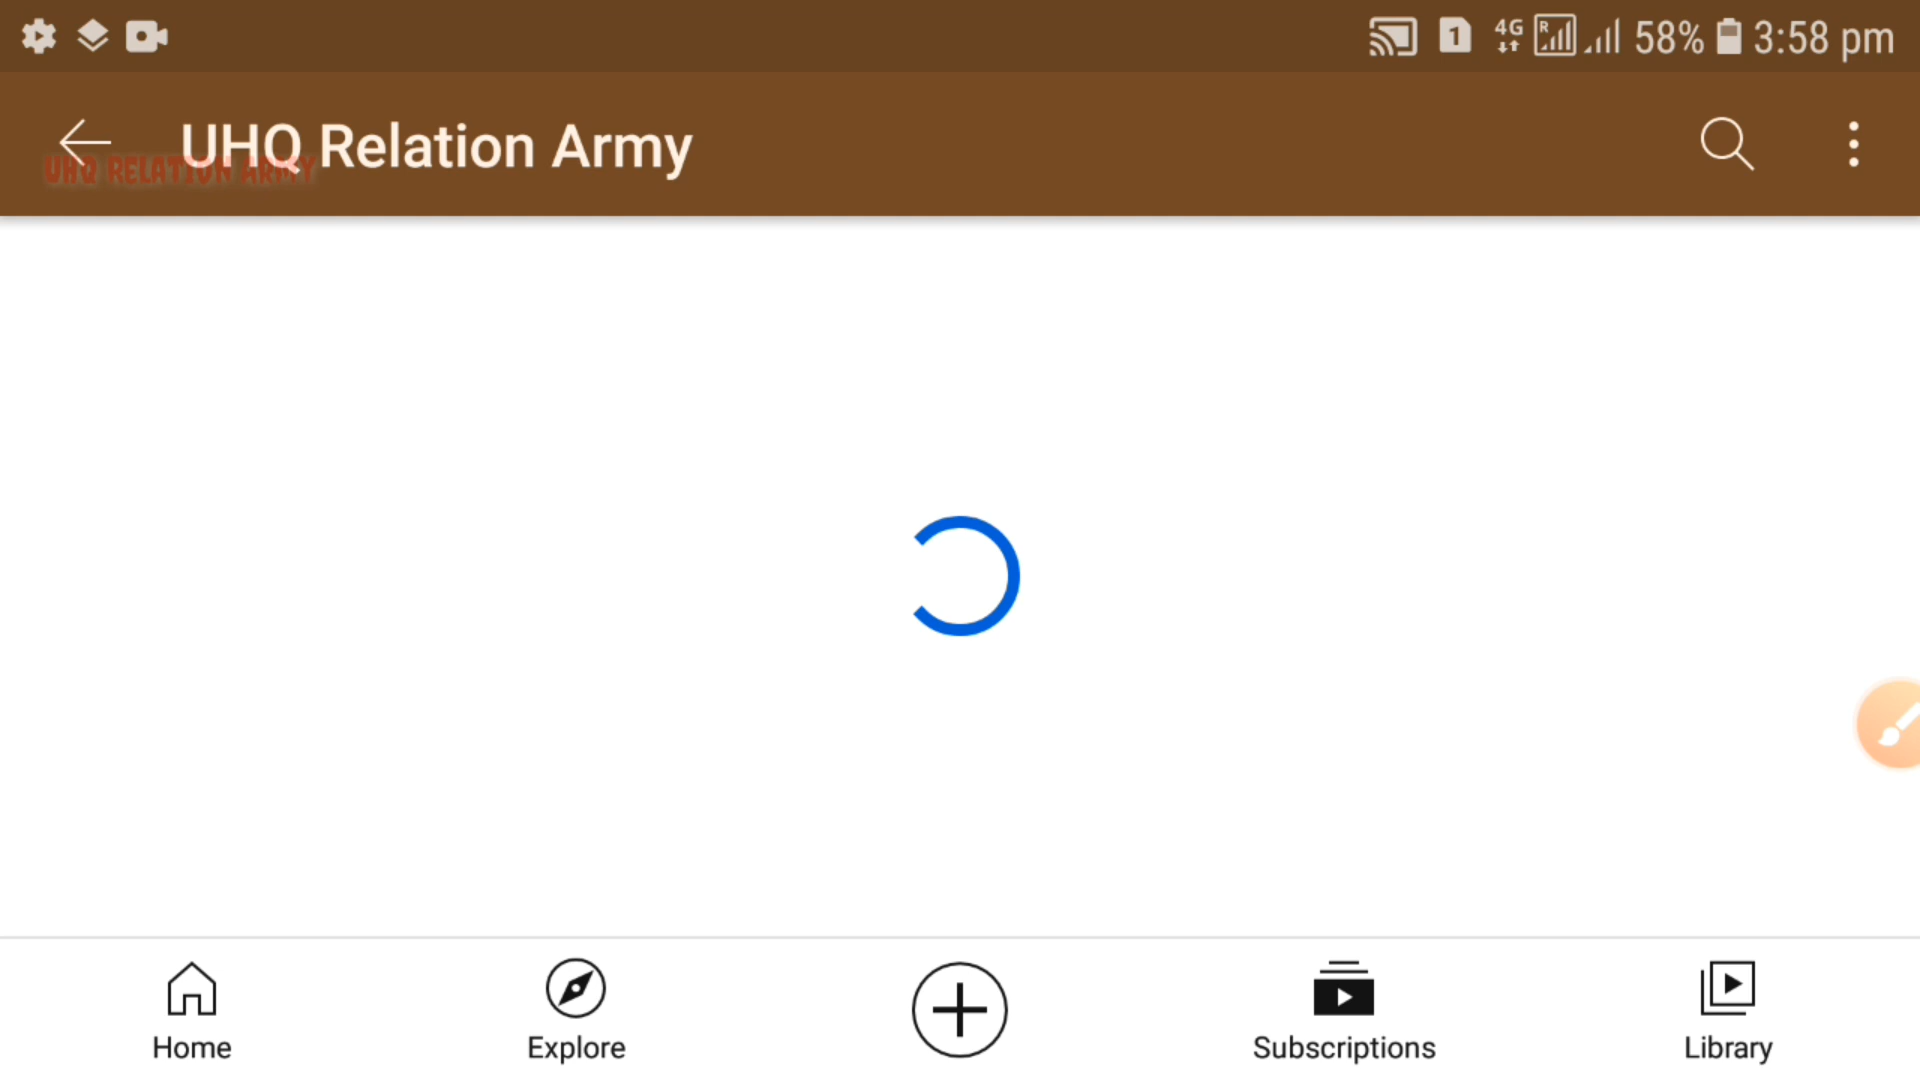 1 4G R 58% 3:58 pm
UHQ Relation Army
UHQ RELATION ARMY
Home Explore Subscriptions Library